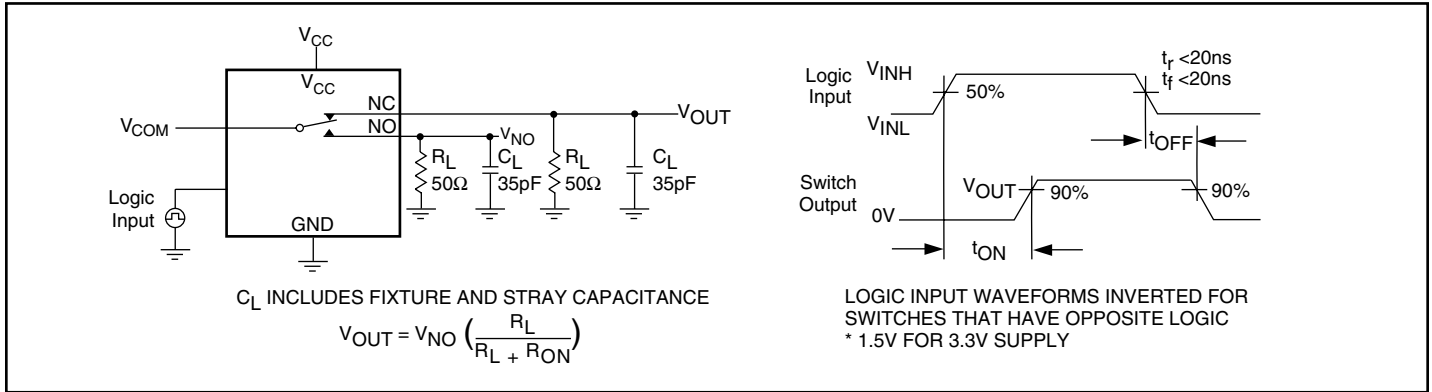 VCC
VCC
NC
NO
VCOM
VOUT
VNO
RL
50Ω
CL
35pF
RL
50Ω
CL
35pF
Logic
Input
GND
CL INCLUDES FIXTURE AND STRAY CAPACITANCE
VOUT = VNO ( RL / RL + RON )
Logic
Input
VINH
VINL
50%
tr <20ns
tf <20ns
tOFF
Switch
Output
VOUT
0V
90%
90%
tON
LOGIC INPUT WAVEFORMS INVERTED FOR
SWITCHES THAT HAVE OPPOSITE LOGIC
* 1.5V FOR 3.3V SUPPLY